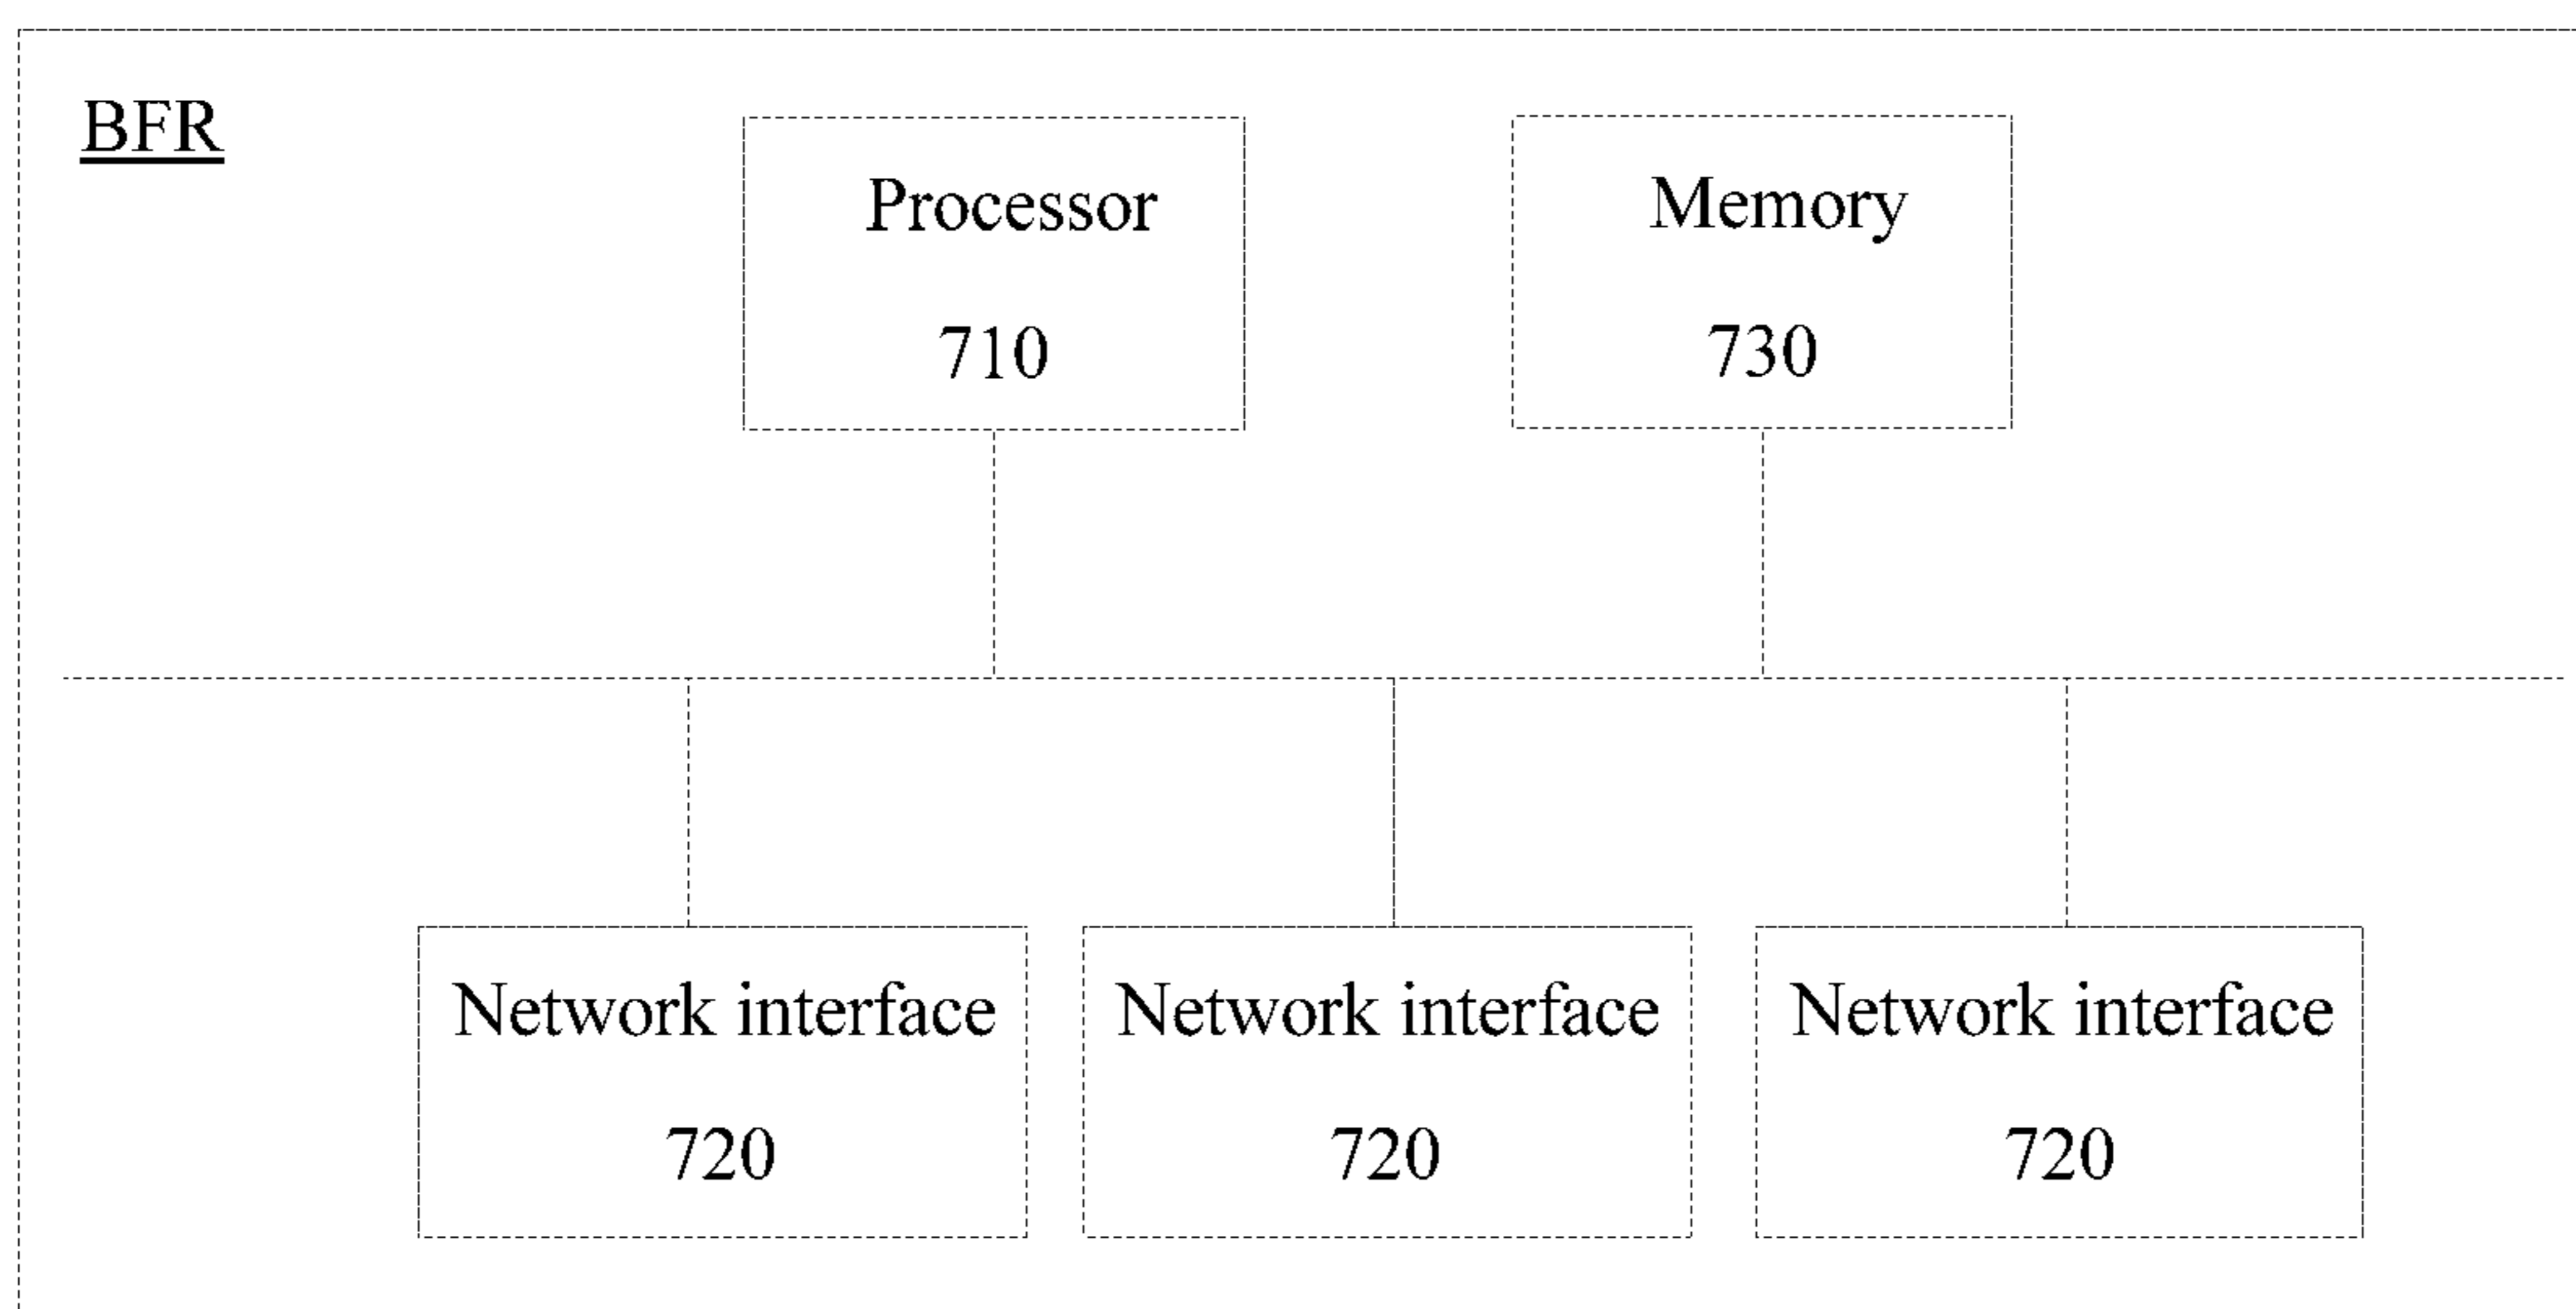 BFR
Processor
710
Memory
730
Network interface
720
Network interface
720
Network interface
720